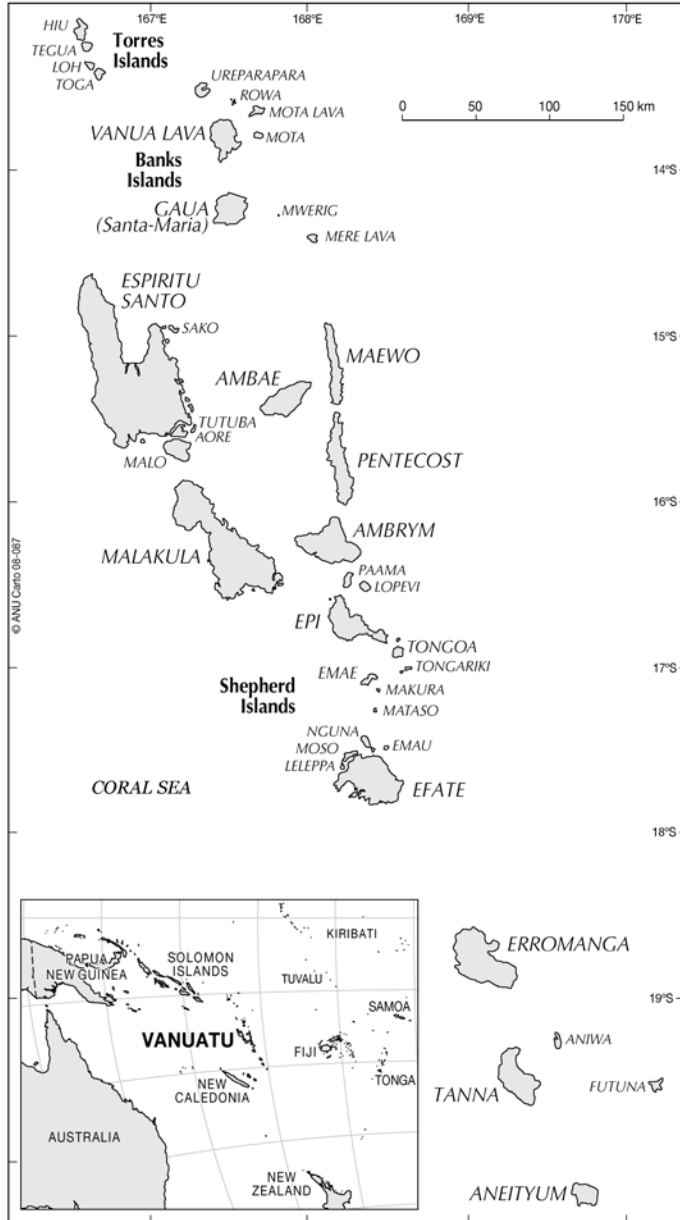 167°E
168°E
169°E
170°E
HIU
TEGUA
LOH
TOGA
Torres
Islands
UREPARAPARA
ROWA
MOTA LAVA
VANUA LAVA
MOTA
0 50 100 150 km
Banks
Islands
14°S
GAUA
(Santa-Maria)
MWERIG
MERE LAVA
ESPIRITU
SANTO
SAKO
15°S
MAEWO
AMBAE
TUTUBA
AORE
MALO
PENTECOST
16°S
AMBRYM
MALAKULA
PAAMA
LOPEVI
EPI
TONGOA
TONGARIKI
17°S
EMAE
MAKURA
Shepherd
Islands
MATASO
NGUNA
MOSO
LELEPPA
EMAU
EFATE
CORAL SEA
18°S
© ANU Carto 08-087
ERROMANGA
19°S
ANIWA
TANNA
FUTUNA
ANEITYUM
KIRIBATI
PAPUA
NEW GUINEA
SOLOMON
ISLANDS
TUVALU
SAMOA
VANUATU
FIJI
TONGA
NEW
CALEDONIA
AUSTRALIA
NEW
ZEALAND